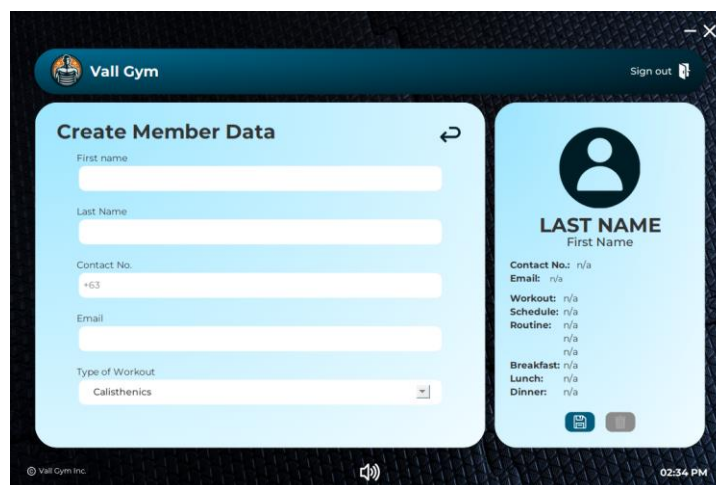 Vall Gym
Sign out
Create Member Data
First name
Last Name
Contact No.
+63
Email
Type of Workout
Calisthenics
LAST NAME
First Name
Contact No.: n/a
Email: n/a
Workout: n/a
Schedule: n/a
Routine: n/a
n/a
n/a
Breakfast: n/a
Lunch: n/a
Dinner: n/a
© Vall Gym Inc.
02:34 PM